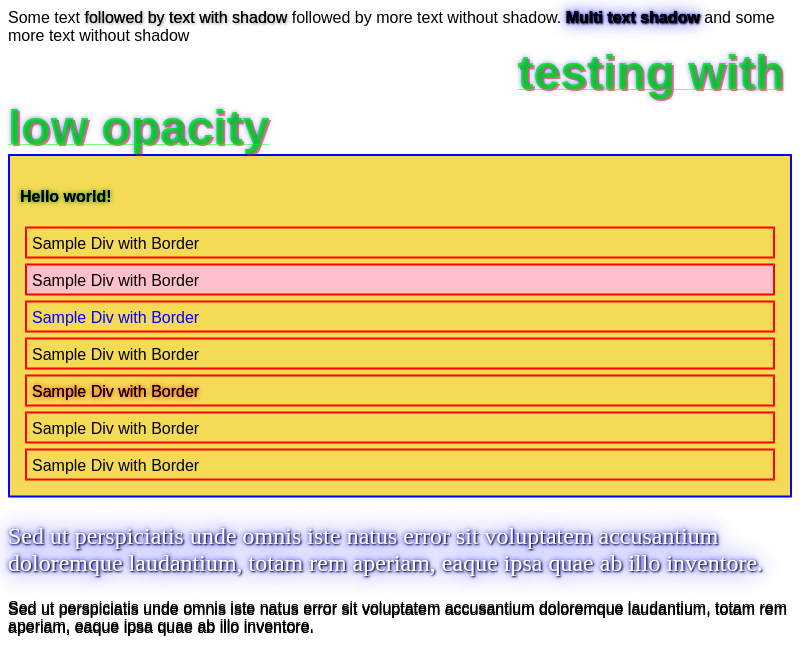 Some text followed by text with shadow followed by more text without shadow. Multi text shadow and some
more text without shadow
testing with
low opacity
Hello world!
Sample Div with Border
Sample Div with Border
Sample Div with Border
Sample Div with Border
Sample Div with Border
Sample Div with Border
Sample Div with Border
Sed ut perspiciatis unde omnis iste natus error sit voluptatem accusantium
doloremque laudantium, totam rem aperiam, eaque ipsa quae ab illo inventore.
Sed ut perspiciatis unde omnis iste natus error sit voluptatem accusantium doloremque laudantium, totam rem
aperiam, eaque ipsa quae ab illo inventore.